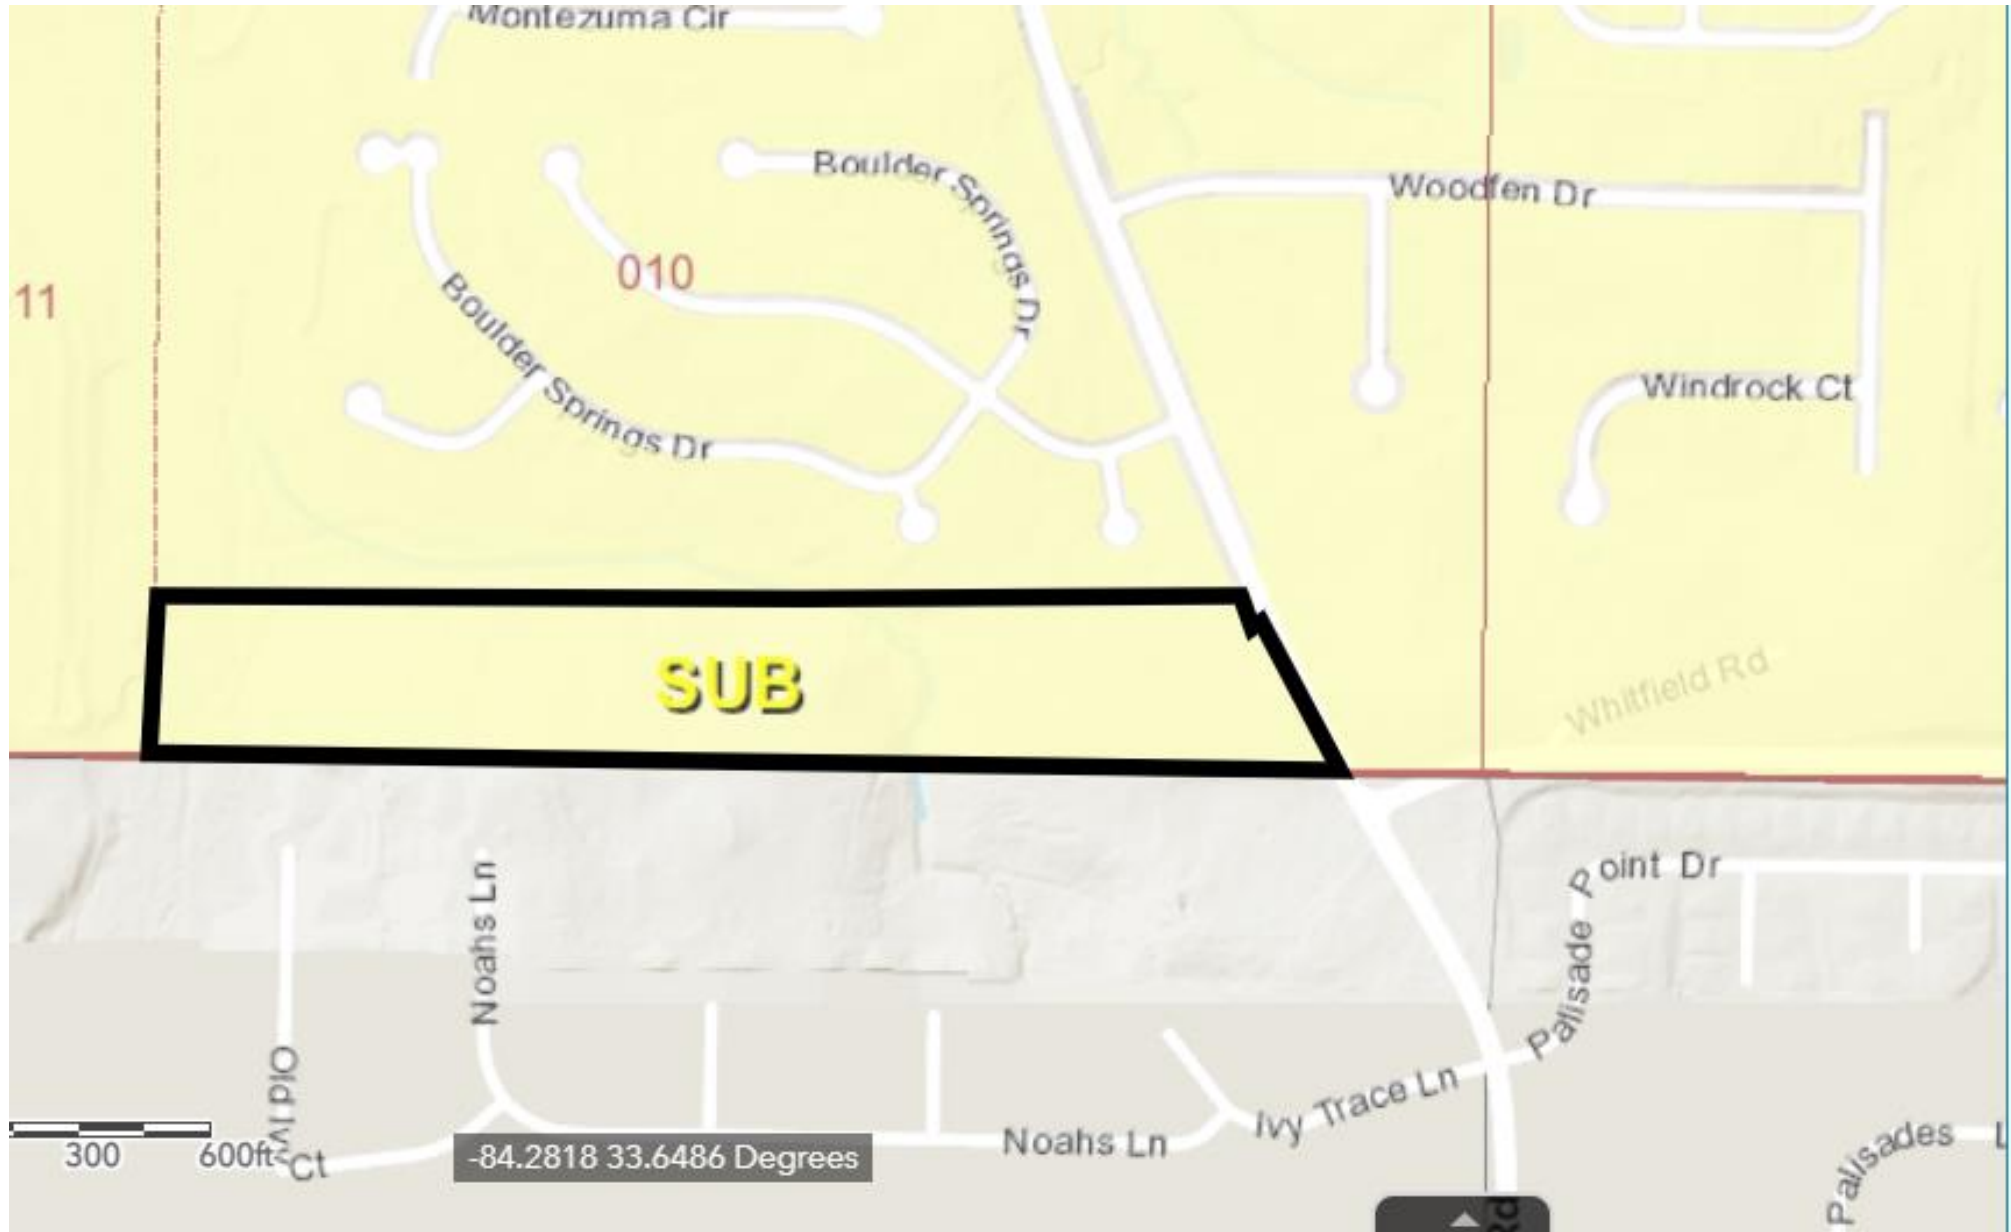 Montezuma Cir
Boulder Springs Dr
Woodfen Dr
010
11
Boulder Springs Dr
Windrock Ct
SUB
Whitfield Rd
Noahs Ln
Palisade Point Dr
Old Ivy Ct
Ivy Trace Ln
Noahs Ln
Palisades L
300 600ft
-84.2818 33.6486 Degrees
Rd